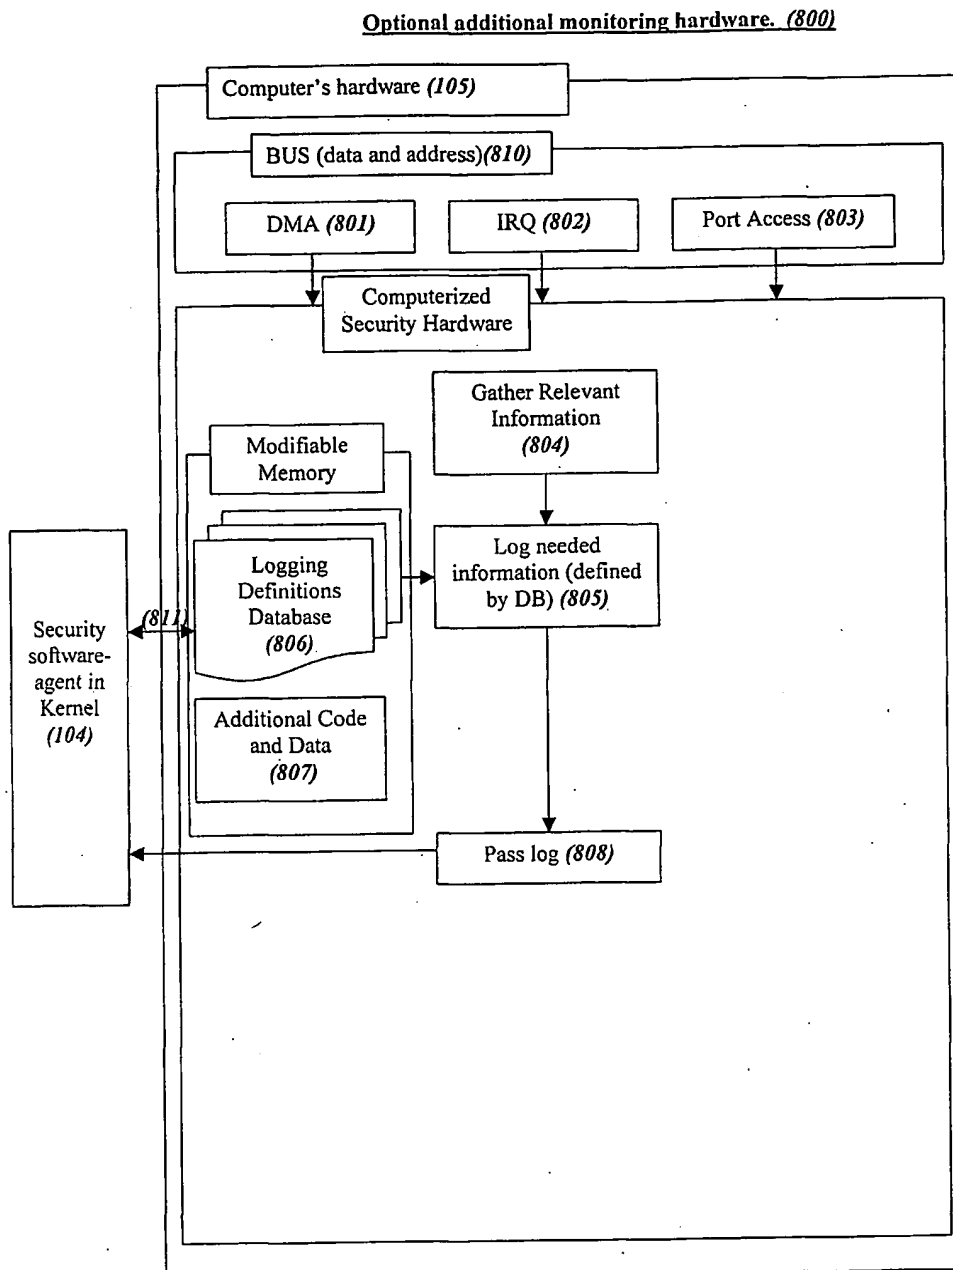 Optional additional monitoring hardware. (800)
Computer's hardware (105)
BUS (data and address)(810)
DMA (801)
IRQ (802)
Port Access (803)
Computerized
Security Hardware
Gather Relevant
Information
(804)
Modifiable
Memory
Logging
Definitions
Database
(806)
Log needed
information (defined
by DB) (805)
(811)
Security
software-
agent in
Kernel
(104)
Additional Code
and Data
(807)
Pass log (808)